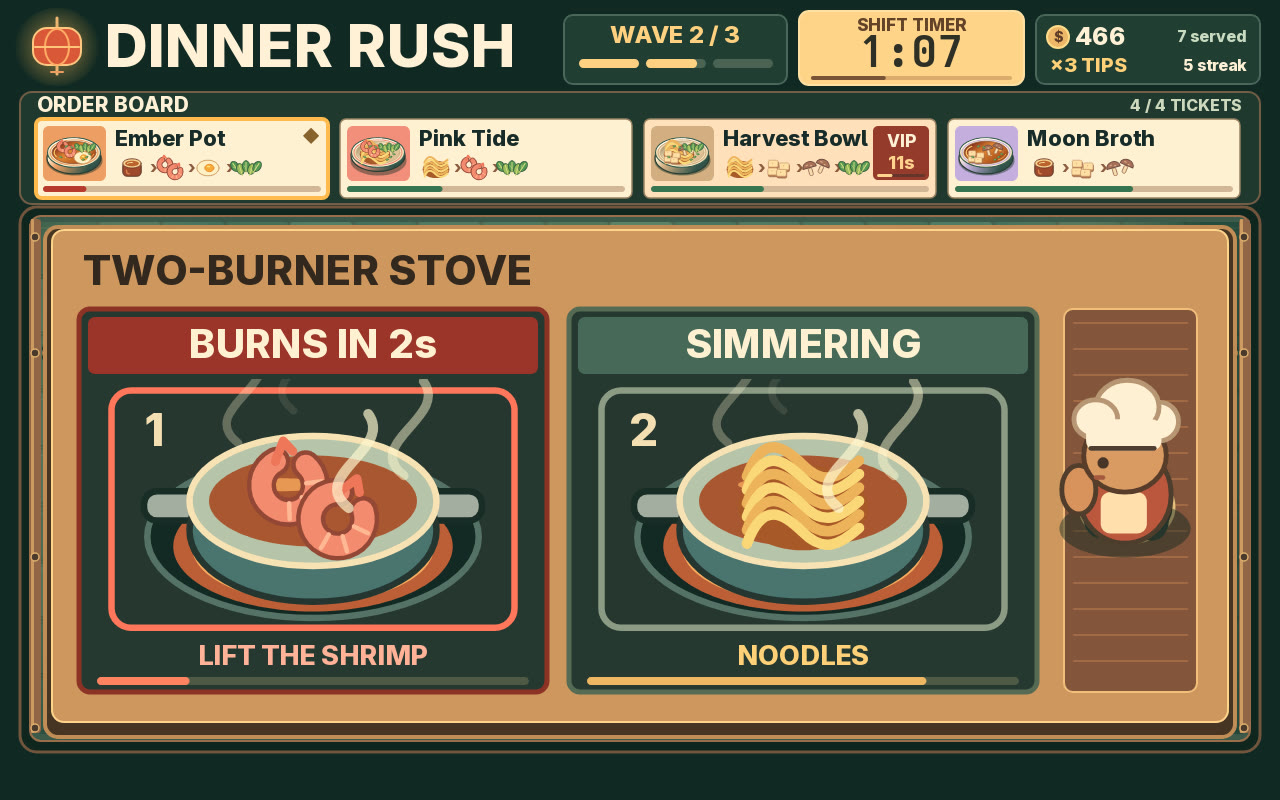 DINNER RUSH
WAVE 2 / 3
SHIFT TIMER
1:07
$ 466
7 served
×3 TIPS
5 streak
ORDER BOARD
4 / 4 TICKETS
Ember Pot
Pink Tide
Harvest Bowl
VIP
11s
Moon Broth
TWO-BURNER STOVE
BURNS IN 2s
SIMMERING
1
2
LIFT THE SHRIMP
NOODLES